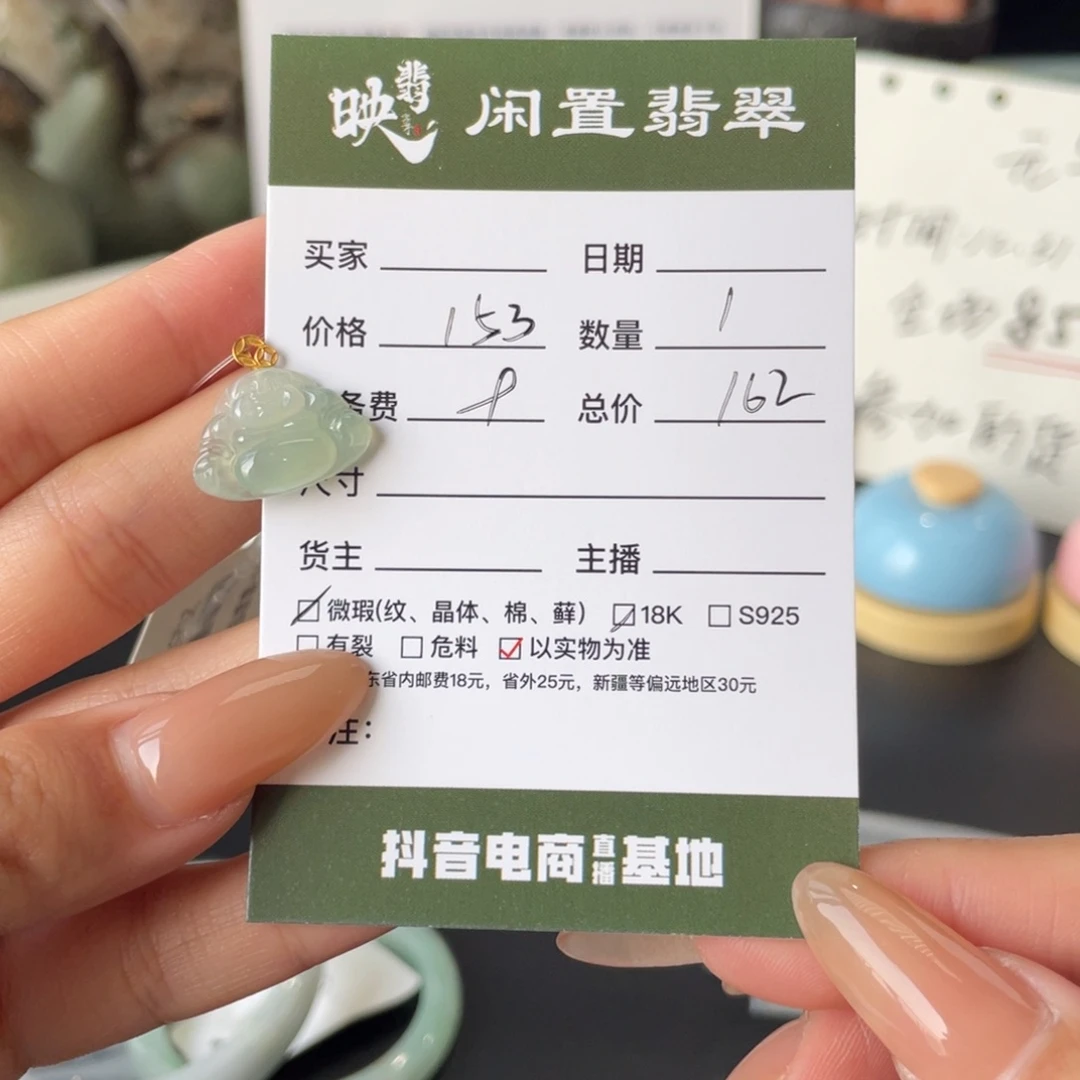 映翡 闲置翡翠
买家 日期
价格 153 数量 1
务费 9 总价 162
尺寸
货主 主播
微瑕(纹、晶体、棉、藓) 18K S925
有裂 危料 以实物为准
东省内邮费18元，省外25元，新疆等偏远地区30元
注：
抖音电商直播基地